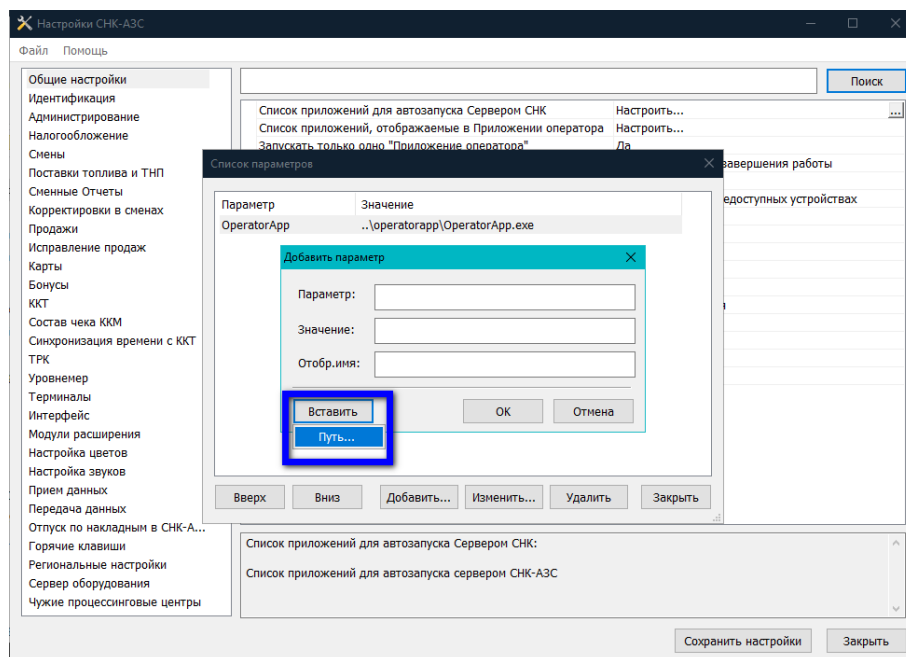 Настройки СНК-АЗС
Файл Помощь
Общие настройки
Идентификация
Администрирование
Налогообложение
Смены
Поставки топлива и ТНП
Сменные Отчеты
Корректировки в сменах
Продажи
Исправление продаж
Карты
Бонусы
ККТ
Состав чека ККМ
Синхронизация времени с ККТ
ТРК
Уровнемер
Терминалы
Интерфейс
Модули расширения
Настройка цветов
Настройка звуков
Прием данных
Передача данных
Отпуск по накладным в СНК-А...
Горячие клавиши
Региональные настройки
Сервер оборудования
Чужие процессинговые центры
Поиск
Список приложений для автозапуска Сервером СНК Настроить... ...
Список приложений, отображаемые в Приложении оператора Настроить...
Запускать только одно "Приложение оператора" Да
завершения работы
едоступных устройствах
Список параметров
Параметр Значение
OperatorApp ..\operatorapp\OperatorApp.exe
Добавить параметр
Параметр:
Значение:
Отобр.имя:
Вставить ОК Отмена
Путь...
Вверх Вниз Добавить... Изменить... Удалить Закрыть
Список приложений для автозапуска Сервером СНК:
Список приложений для автозапуска сервером СНК-АЗС
Сохранить настройки Закрыть